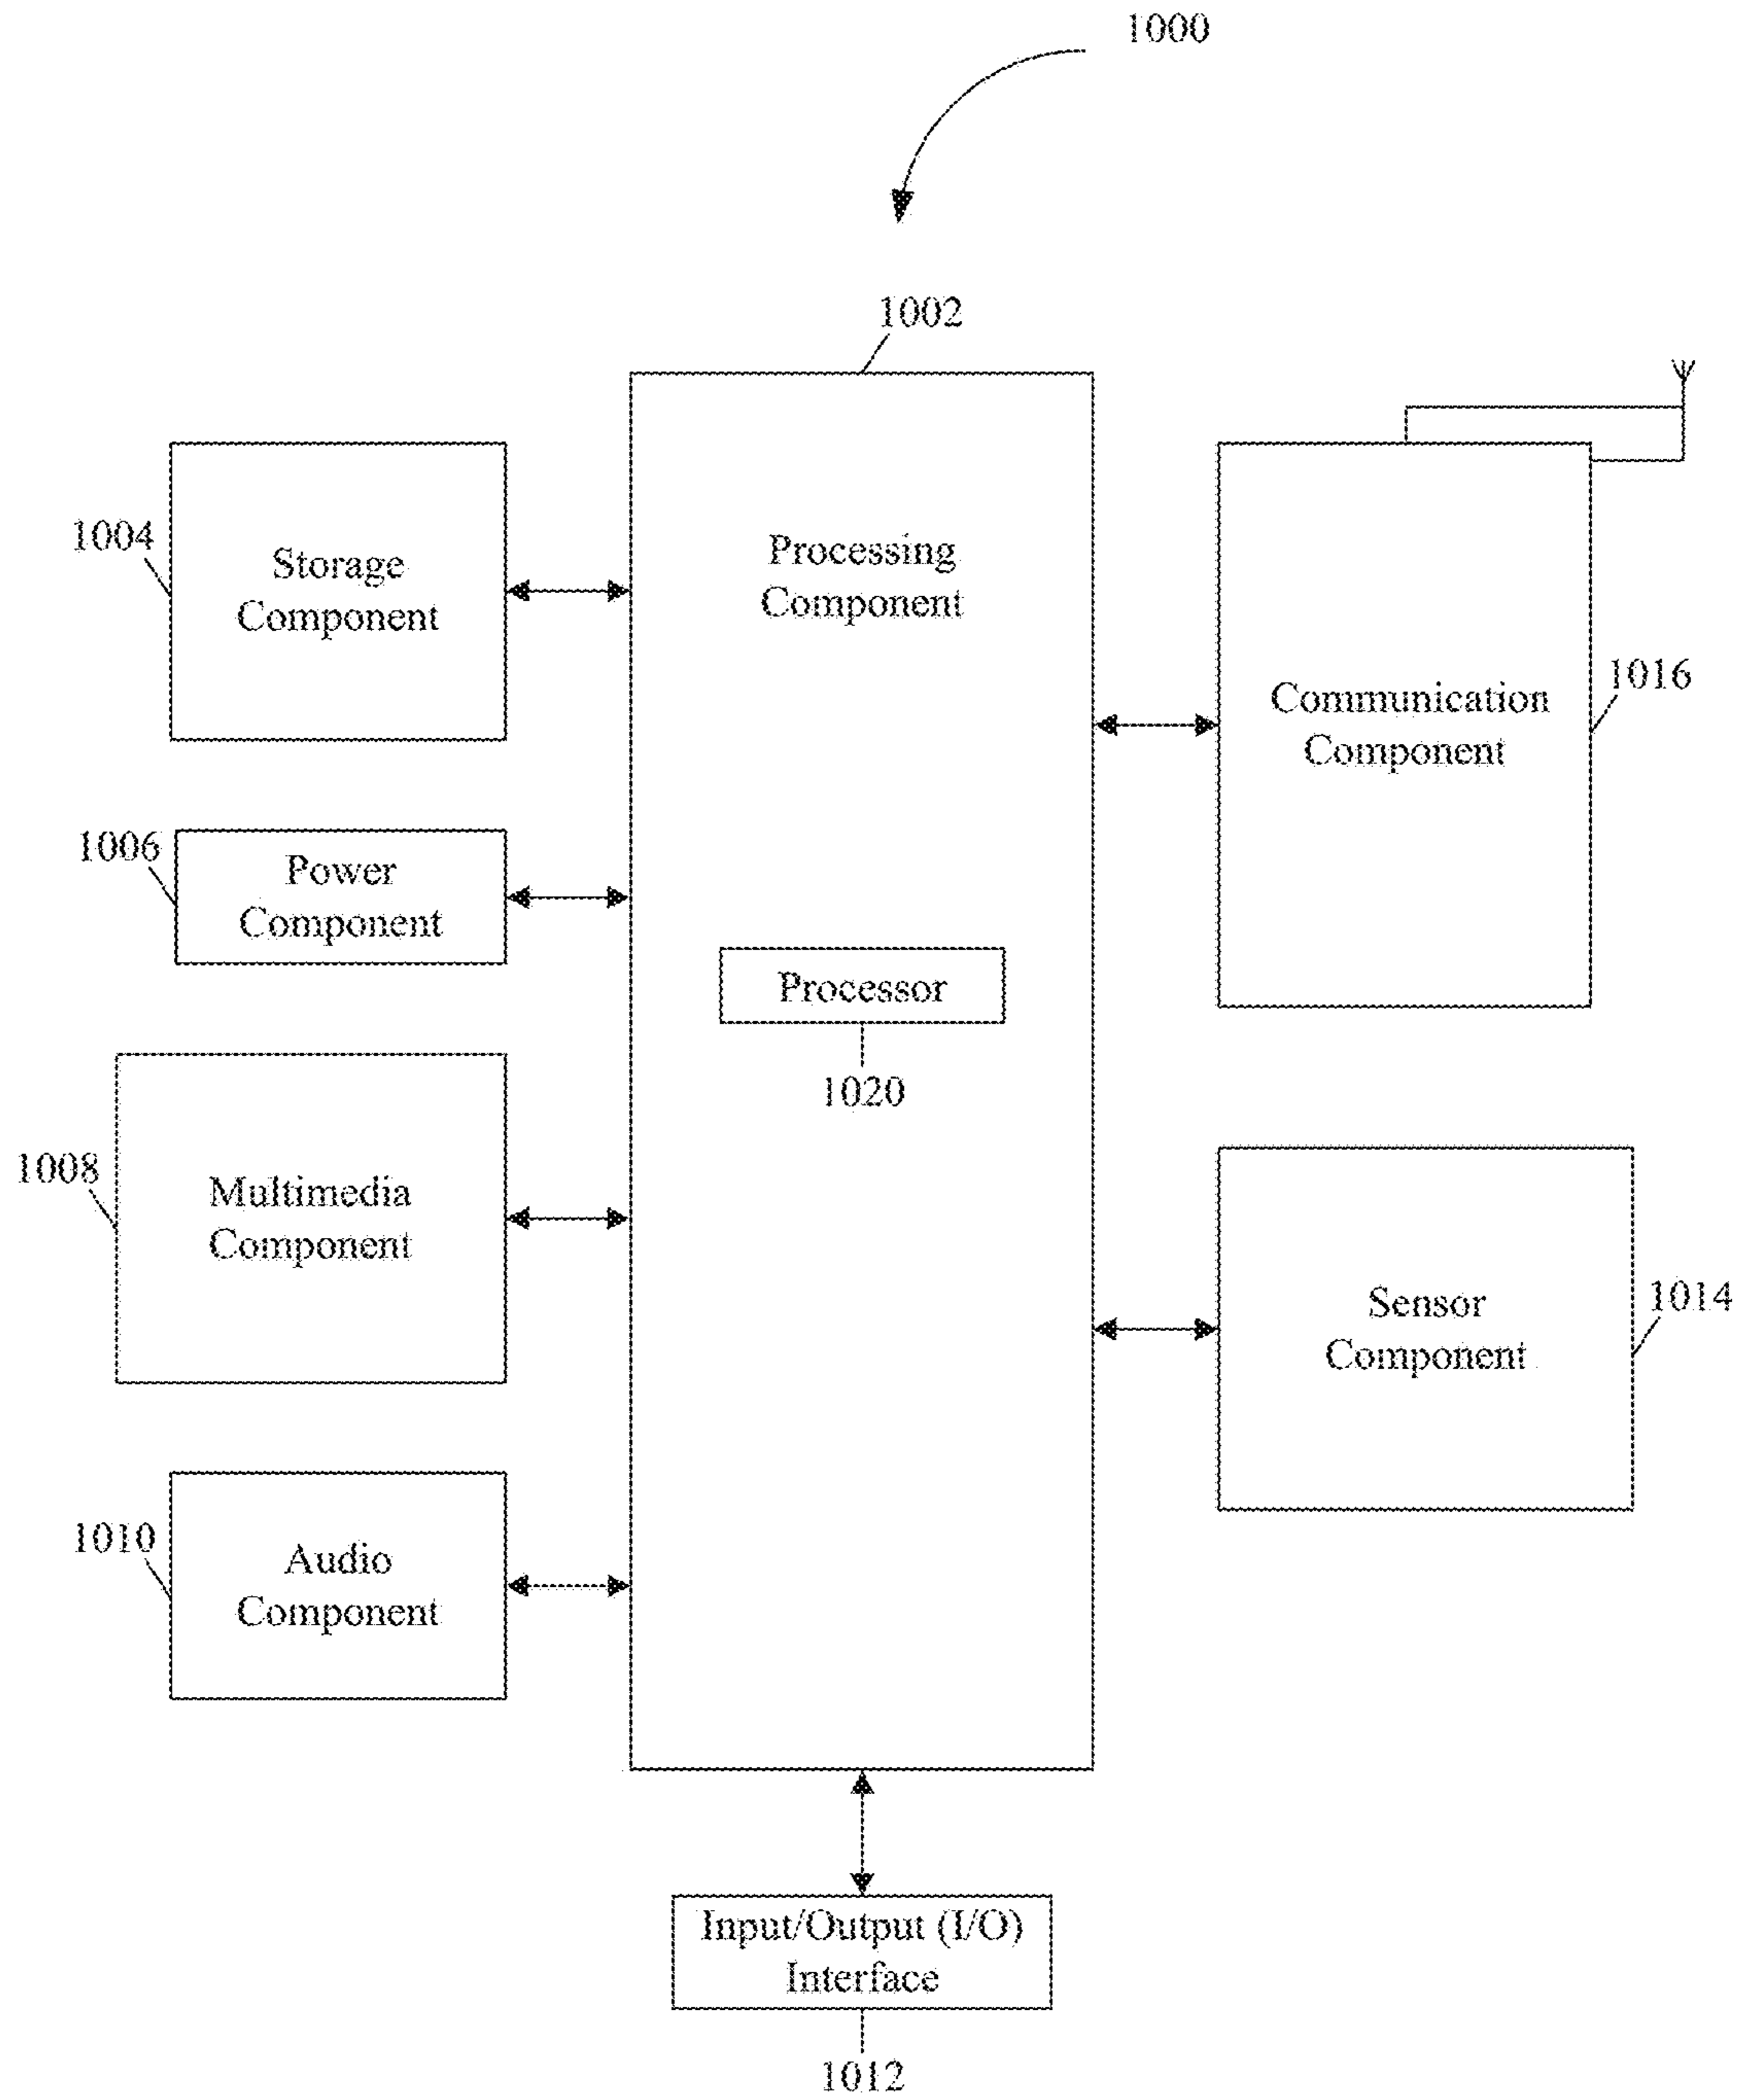 1000
1002
1004
Storage
Component
Processing
Component
Communication
Component
1016
1006
Power
Component
Processor
1020
1008
Multimedia
Component
Sensor
Component
1014
1010
Audio
Component
Input/Output (I/O)
Interface
1012